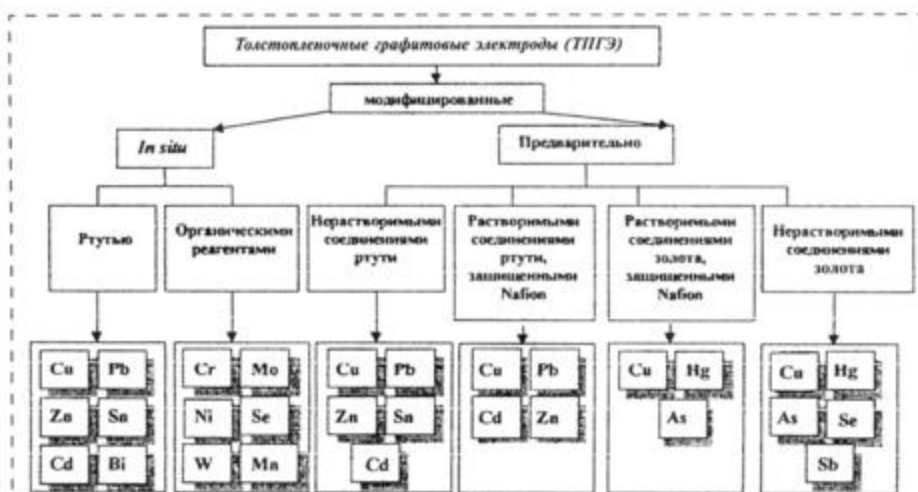 Толстопленочные графитовые электроды (ТПГЭ)
модифицированные
In situ
Предварительно
Ртутью
Органическими
реагентами
Нерастворимыми
соединениями
ртути
Растворимыми
соединениями
ртути,
защищенными
Nafion
Растворимыми
соединениями
золота,
защищенными
Nafion
Нерастворимыми
соединениями
золота
Cu Pb
Zn Sn
Cd Bi
Cr Mo
Ni Se
W Mn
Cu Pb
Zn Sn
Cd
Cu Pb
Cd Zn
Cu Hg
As
Cu Hg
As Se
Sb